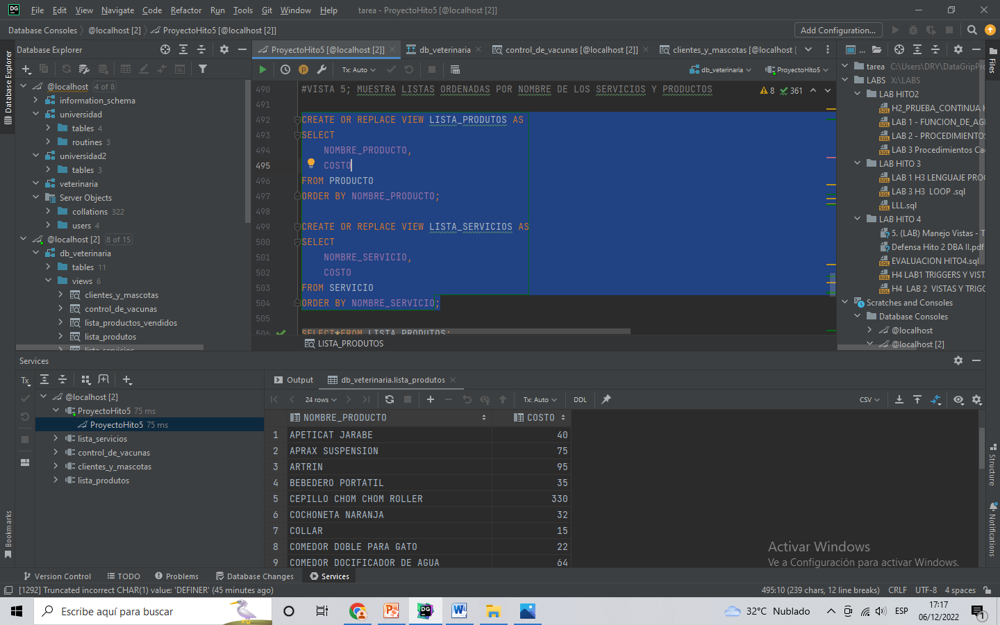 DG File Edit View Navigate Code Refactor Run Tools Git Window Help tarea - ProyectoHito5 [@localhost [2]]
Database Consoles @localhost [2] ProyectoHito5 [@localhost [2]] Add Configuration...
Database Explorer
Database Explorer
@localhost 4 of 8
information_schema
universidad
tables 4
routines 3
universidad2
tables 3
veterinaria
Server Objects
collations 322
users 4
@localhost [2] 8 of 15
db_veterinaria
tables 11
views 6
clientes_y_mascotas
control_de_vacunas
lista_productos_vendidos
lista_produtos
lista_servicios
ProyectoHito5 [@localhost [2]] db_veterinaria control_de_vacunas [@localhost [2]] clientes_y_mascotas [@localhost [
Tx: Auto db_veterinaria ProyectoHito5
8 361
490 #VISTA 5; MUESTRA LISTAS ORDENADAS POR NOMBRE DE LOS SERVICIOS Y PRODUCTOS
491
492 CREATE OR REPLACE VIEW LISTA_PRODUTOS AS
493 SELECT
494 NOMBRE_PRODUCTO,
495 COSTO
496 FROM PRODUCTO
497 ORDER BY NOMBRE_PRODUCTO;
498
499 CREATE OR REPLACE VIEW LISTA_SERVICIOS AS
500 SELECT
501 NOMBRE_SERVICIO,
502 COSTO
503 FROM SERVICIO
504 ORDER BY NOMBRE_SERVICIO;
505
506 SELECT*FROM LISTA_PRODUTOS;
LISTA_PRODUTOS
Files
tarea C:\Users\DRY\DataGripPr
LABS X:\LABS
LAB HITO2
H2_PRUEBA_CONTINUA H
LAB 1 - FUNCION_DE_AG
LAB 2 - PROCEDIMIENTOS
LAB 3 Procedimientos Ca
LAB HITO 3
LAB 1 H3 LENGUAJE PRO
LAB 3 H3 LOOP .sql
LLL.sql
LAB HITO 4
5. (LAB) Manejo Vistas - T
Defensa Hito 2 DBA II.pdf
EVALUACION HITO4.sql
H4 LAB1 TRIGGERS Y VIST
H4 LAB 2 VISTAS Y TRIGG
Scratches and Consoles
Database Consoles
@localhost
@localhost [2]
Services
Tx
@localhost [2]
ProyectoHito5 75 ms
ProyectoHito5 75 ms
lista_servicios
control_de_vacunas
clientes_y_mascotas
lista_produtos
Output db_veterinaria.lista_produtos
24 rows Tx: Auto DDL CSV
NOMBRE_PRODUCTO COSTO
1 APETICAT JARABE 40
2 APRAX SUSPENSION 75
3 ARTRIN 95
4 BEBEDERO PORTATIL 35
5 CEPILLO CHOM CHOM ROLLER 330
6 COCHONETA NARANJA 32
7 COLLAR 15
8 COMEDOR DOBLE PARA GATO 22
9 COMEDOR DOCIFICADOR DE AGUA 64
Structure
Notifications
Bookmarks
Activar Windows
Ve a Configuración para activar Windows.
Version Control TODO Problems Database Changes Services
[1292] Truncated incorrect CHAR(1) value: 'DEFINER' (45 minutes ago) 495:10 (239 chars, 12 line breaks) CRLF UTF-8 4 spaces
Escribe aquí para buscar
32°C Nublado ESP
17:17
06/12/2022
1